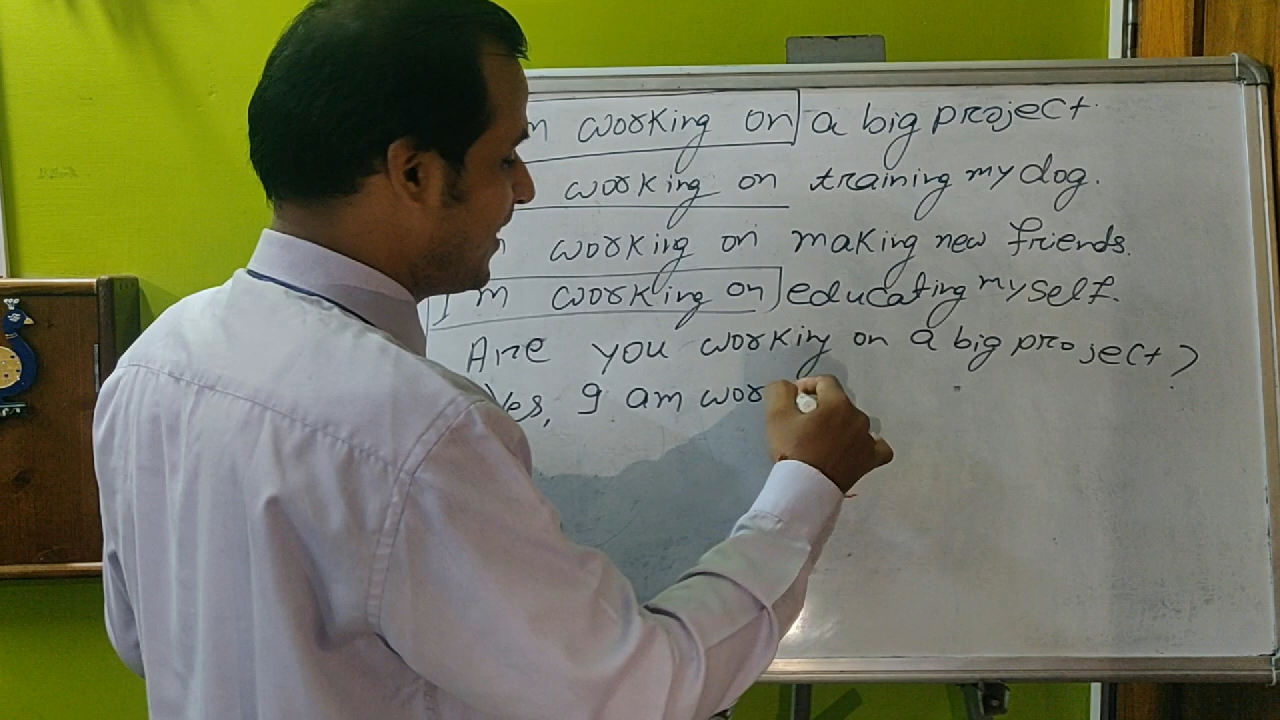 m working on a big project.
working on training my dog.
working on making new friends.
I'm working on educating myself.
Are you working on a big project?
Yes, I am wor